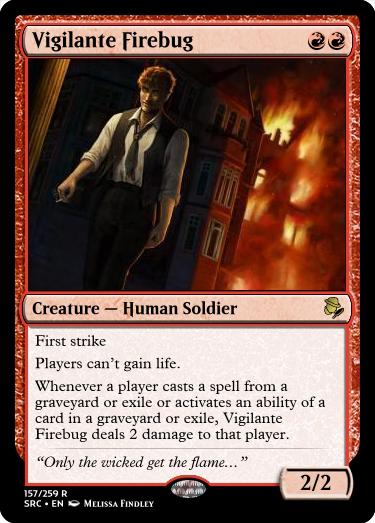 Vigilante Firebug
Creature — Human Soldier
First strike
Players can't gain life.
Whenever a player casts a spell from a
graveyard or exile or activates an ability of a
card in a graveyard or exile, Vigilante
Firebug deals 2 damage to that player.
“Only the wicked get the flame…”
2/2
157/259 R
SRC • EN Melissa Findley